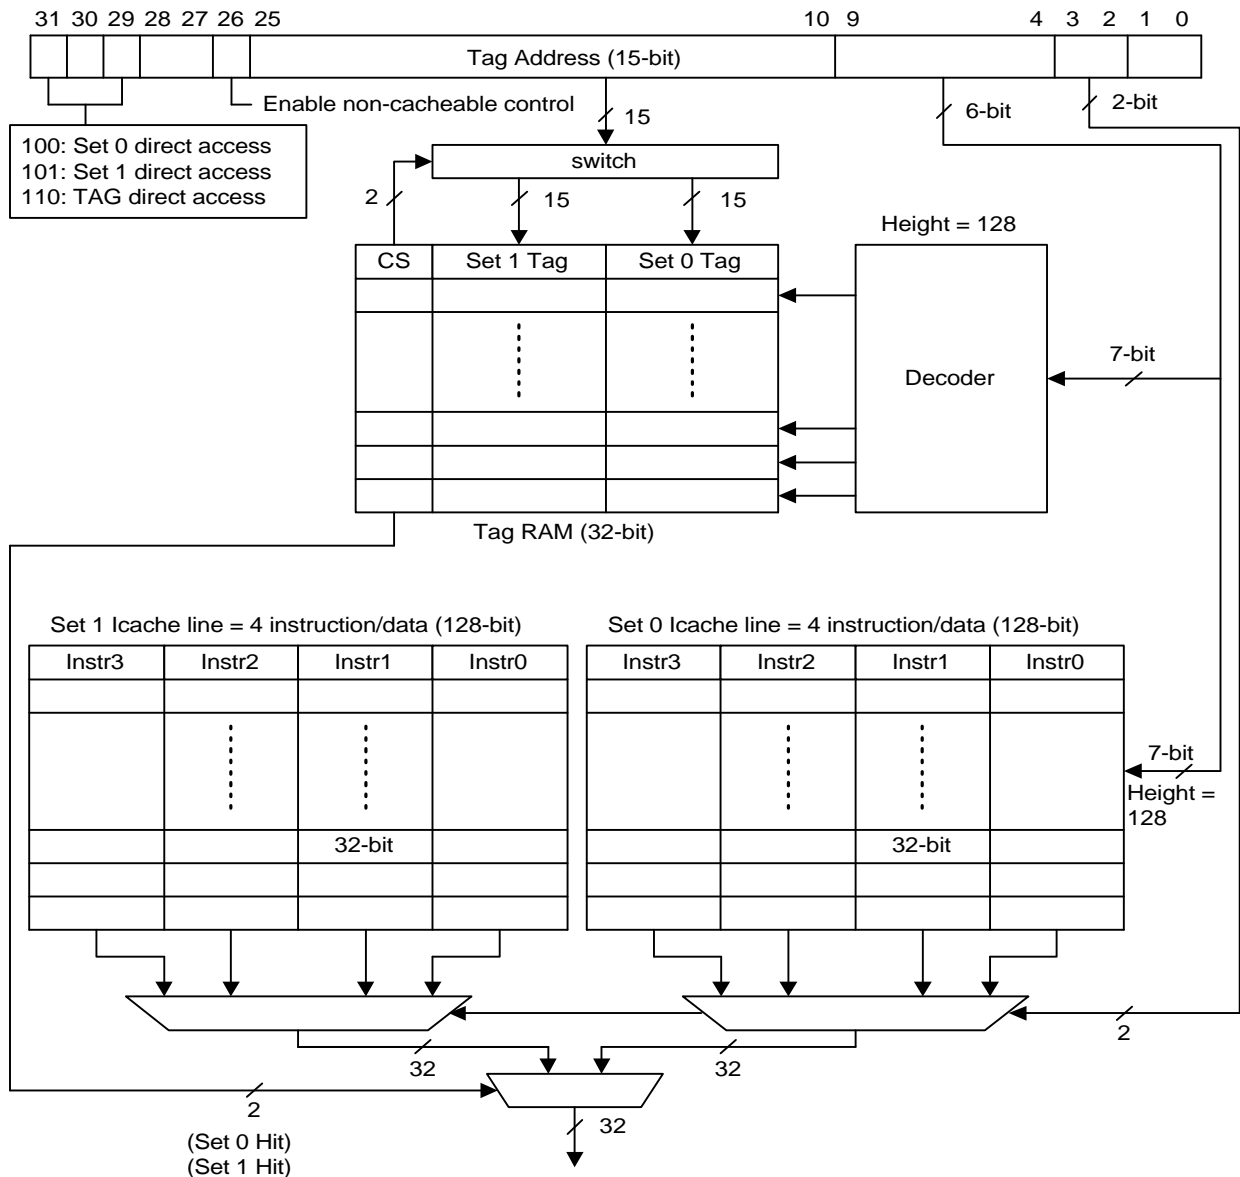 31 30 29 28 27 26 25 10 9 4 3 2 1 0
Tag Address (15-bit)
Enable non-cacheable control
15
6-bit
2-bit
100: Set 0 direct access
101: Set 1 direct access
110: TAG direct access
switch
2
15
15
Height = 128
CS
Set 1 Tag
Set 0 Tag
7-bit
Decoder
Tag RAM (32-bit)
Set 1 Icache line = 4 instruction/data (128-bit)
Set 0 Icache line = 4 instruction/data (128-bit)
Instr3 Instr2 Instr1 Instr0
Instr3 Instr2 Instr1 Instr0
7-bit
Height =
128
32-bit
32-bit
2
32
32
2
32
(Set 0 Hit)
(Set 1 Hit)